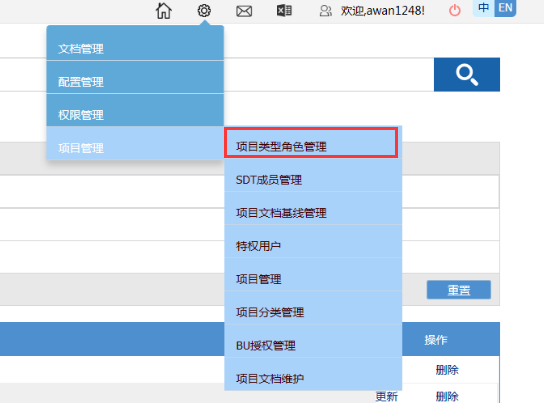 欢迎,awan1248!
中
EN
文档管理
配置管理
权限管理
项目管理
项目类型角色管理
SDT成员管理
项目文档基线管理
特权用户
项目管理
项目分类管理
BU授权管理
项目文档维护
重置
操作
删除
更新
删除